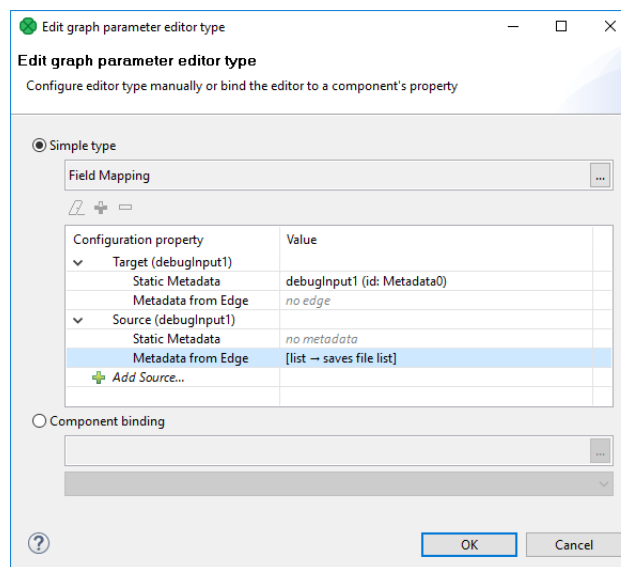 Edit graph parameter editor type
Edit graph parameter editor type
Configure editor type manually or bind the editor to a component's property
Simple type
Field Mapping
...
Configuration property Value
Target (debugInput1)
Static Metadata debugInput1 (id: Metadata0)
Metadata from Edge no edge
Source (debugInput1)
Static Metadata no metadata
Metadata from Edge [list → saves file list]
Add Source...
Component binding
...
? OK Cancel